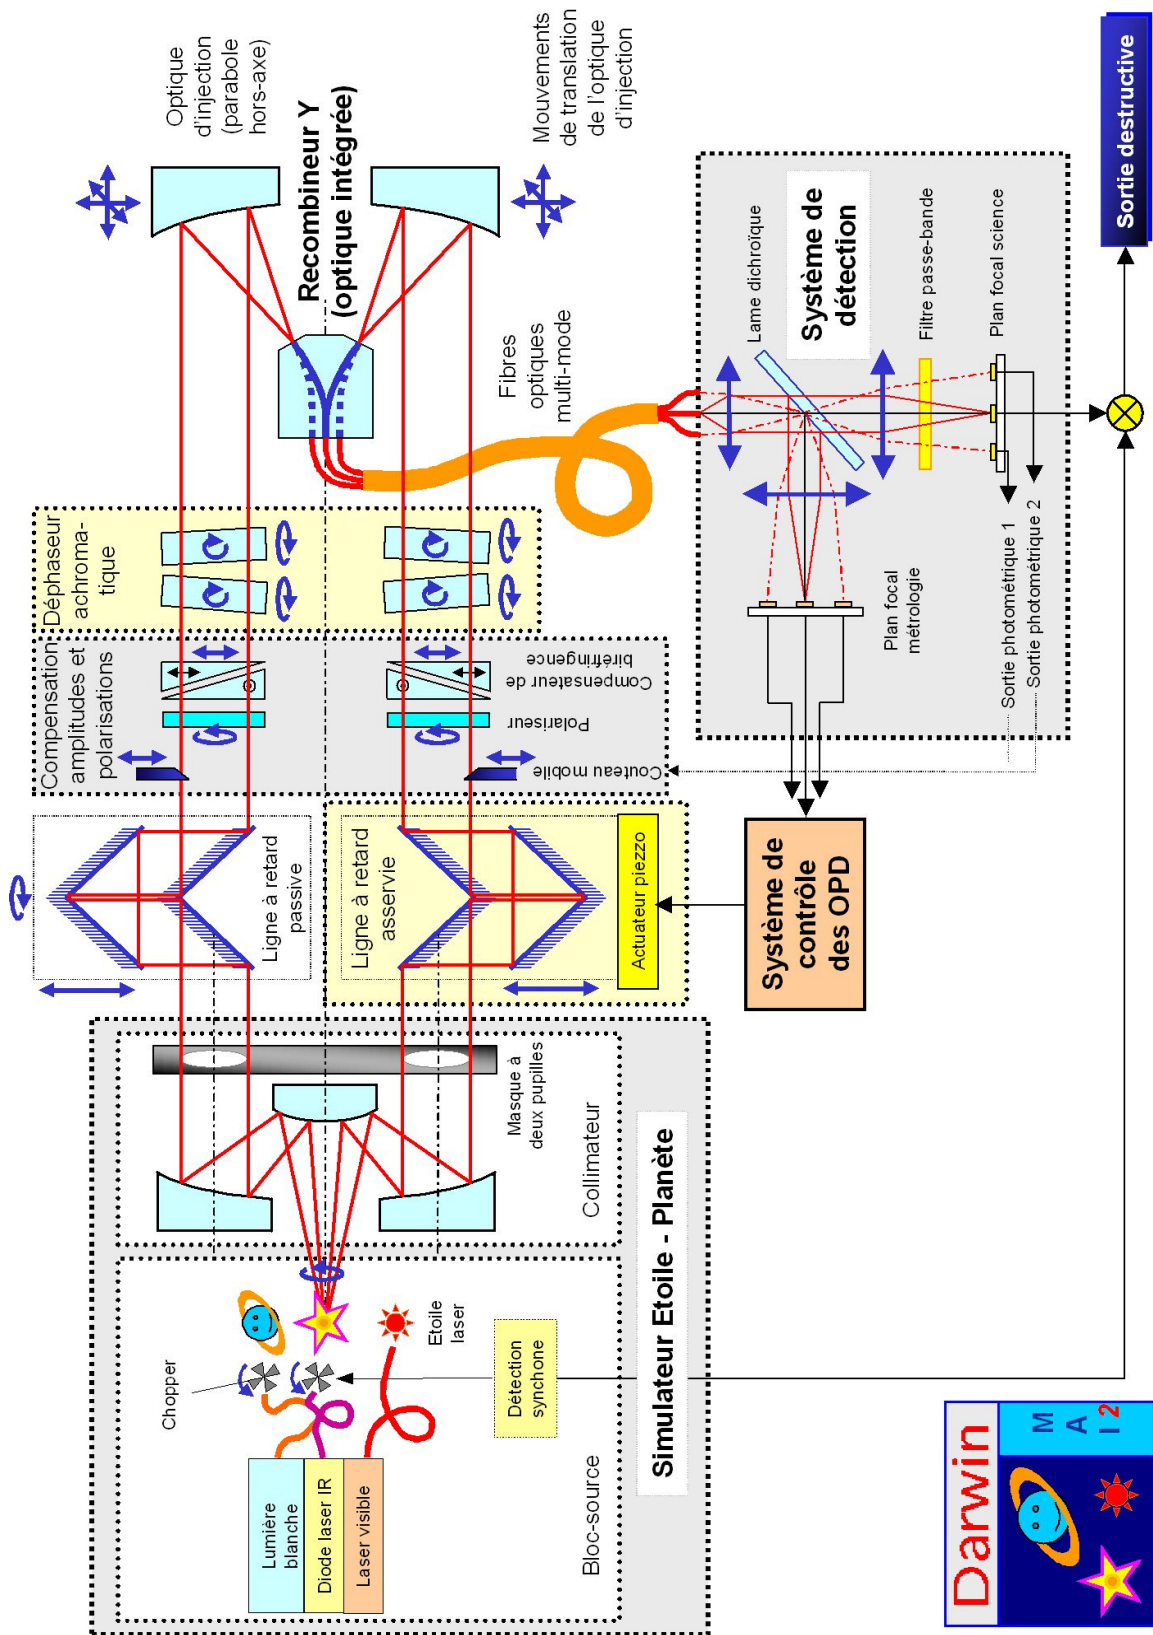 Lumière
blanche
Diode laser IR
Laser visible
Bloc-source
Chopper
Etoile
laser
Détection
synchone
Simulateur Etoile - Planète
Collimateur
Masque à
deux pupilles
Ligne à retard
passive
Ligne à retard
asservie
Actuateur piezzo
Système de
contrôle
des OPD
Compensation
amplitudes et
polarisations
Couteau mobile
Polariseur
Compensateur de
biréfringence
Déphaseur
achroma-
tique
Optique
d'injection
(parabole
hors-axe)
Recombineur Y
(optique intégrée)
Mouvements
de translation
de l'optique
d'injection
Fibres
optiques
multi-mode
Lame dichroïque
Système de
détection
Filtre passe-bande
Plan focal science
Plan focal
métrologie
Sortie photométrique 1
Sortie photométrique 2
Sortie destructive
Darwin
M
A
I2